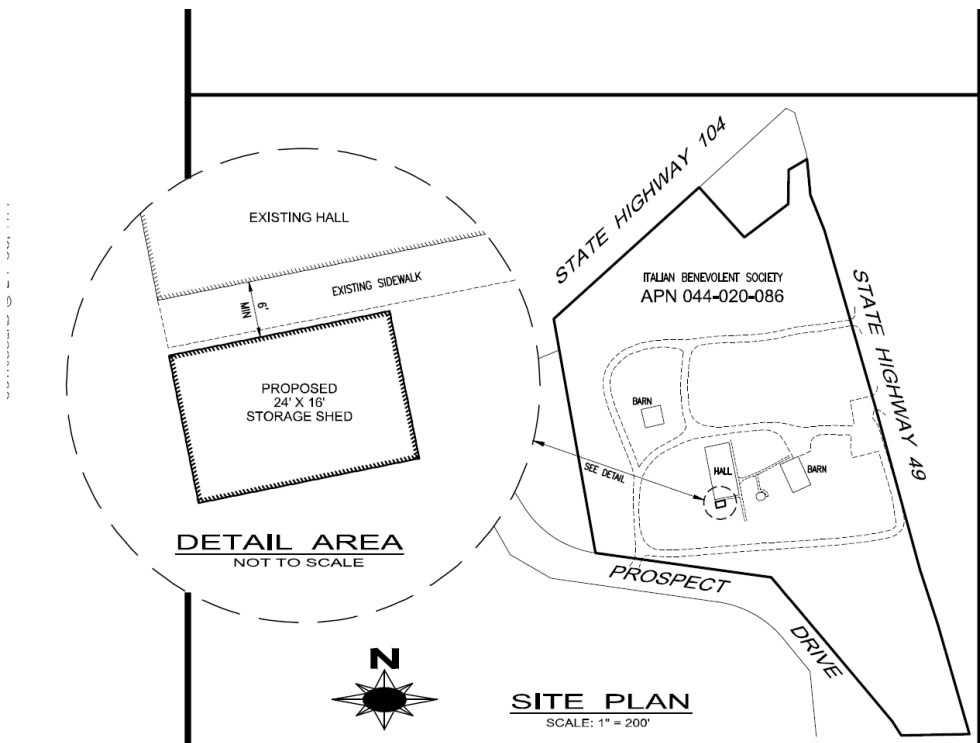 STATE HIGHWAY 104
EXISTING HALL
EXISTING SIDEWALK
6'
MIN
PROPOSED
24' X 16'
STORAGE SHED
DETAIL AREA
NOT TO SCALE
ITALIAN BENEVOLENT SOCIETY
APN 044-020-086
STATE HIGHWAY 49
BARN
HALL
BARN
SEE DETAIL
PROSPECT
DRIVE
N
SITE PLAN
SCALE: 1" = 200'